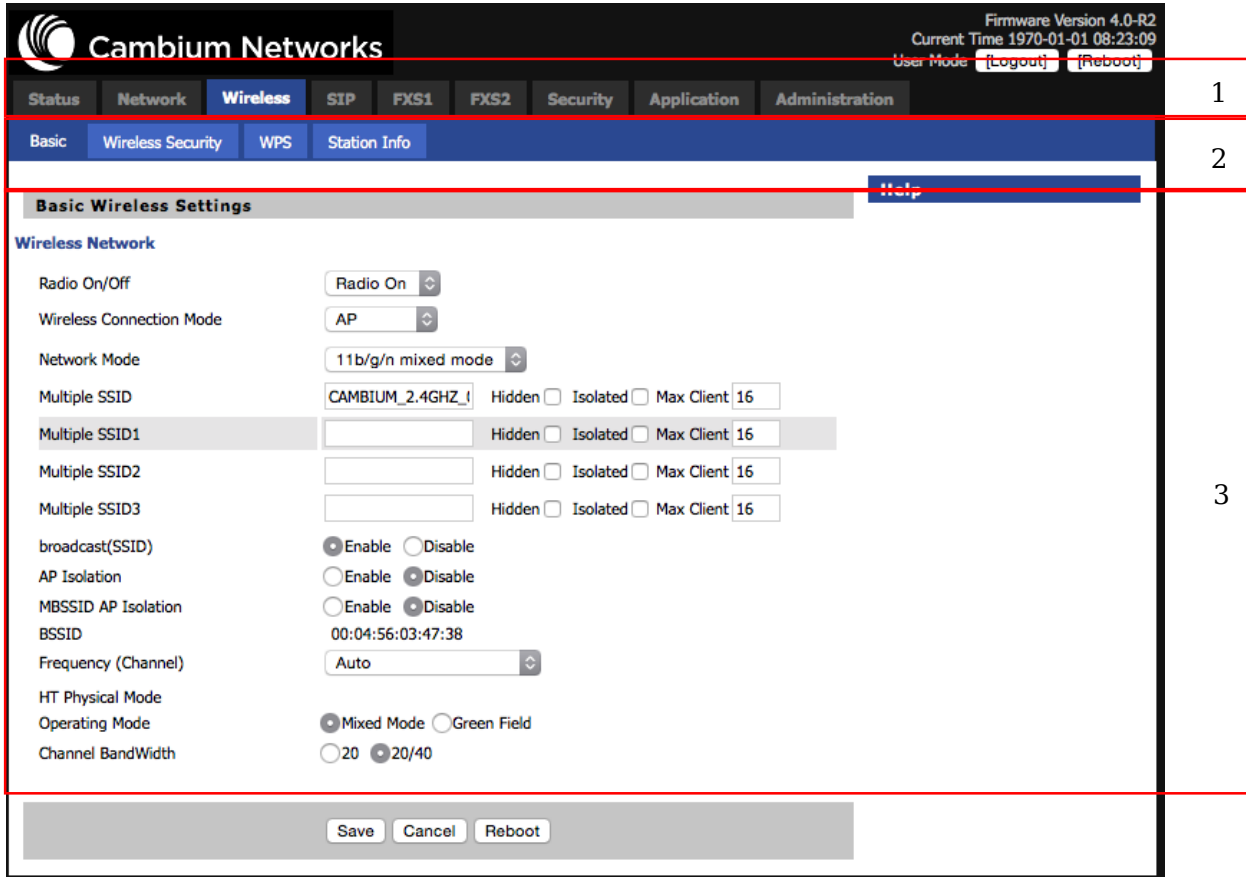 Cambium Networks
Firmware Version 4.0-R2
Current Time 1970-01-01 08:23:09
User Mode [Logout] [Reboot]
Status Network Wireless SIP FXS1 FXS2 Security Application Administration
1
Basic Wireless Security WPS Station Info
2
Help
Basic Wireless Settings
Wireless Network
Radio On/Off Radio On
Wireless Connection Mode AP
Network Mode 11b/g/n mixed mode
Multiple SSID CAMBIUM_2.4GHZ_ Hidden Isolated Max Client 16
Multiple SSID1 Hidden Isolated Max Client 16
Multiple SSID2 Hidden Isolated Max Client 16
3
Multiple SSID3 Hidden Isolated Max Client 16
broadcast(SSID) Enable Disable
AP Isolation Enable Disable
MBSSID AP Isolation Enable Disable
BSSID 00:04:56:03:47:38
Frequency (Channel) Auto
HT Physical Mode
Operating Mode Mixed Mode Green Field
Channel BandWidth 20 20/40
Save Cancel Reboot